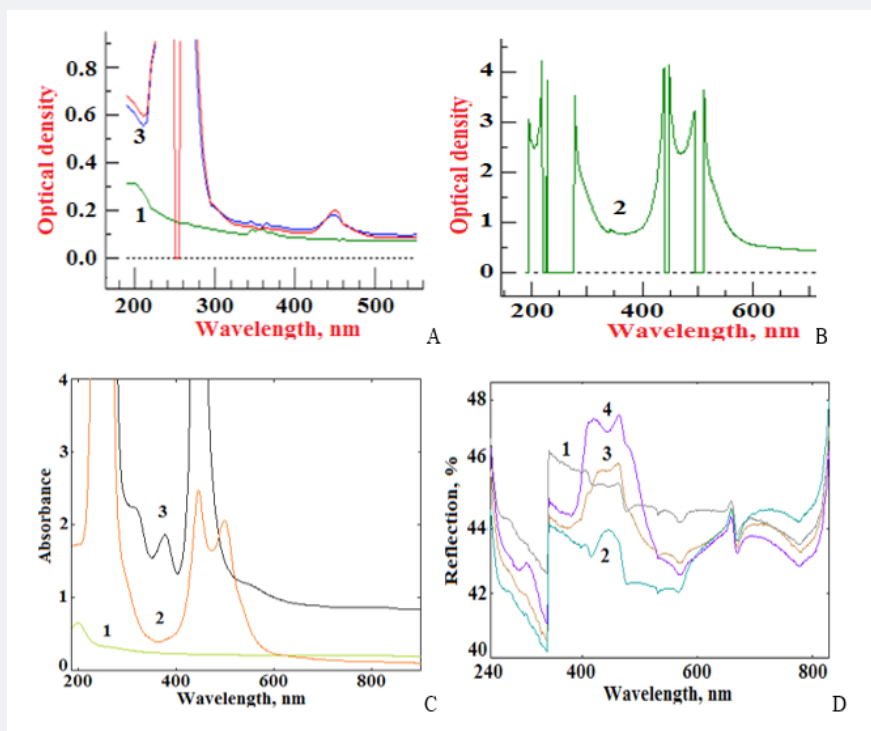 Optical density
0.8
0.6
0.4
0.2
0.0
3
1
200 300 400 500
Wavelength, nm
A
Optical density
4
3
2
1
0
2
200 400 600
Wavelength, nm
B
Absorbance
4
3
2
1
0
3
2
1
200 400 600 800
Wavelength, nm
C
Reflection, %
48
46
44
42
40
4
1
3
2
240 400 600 800
Wavelength, nm
D